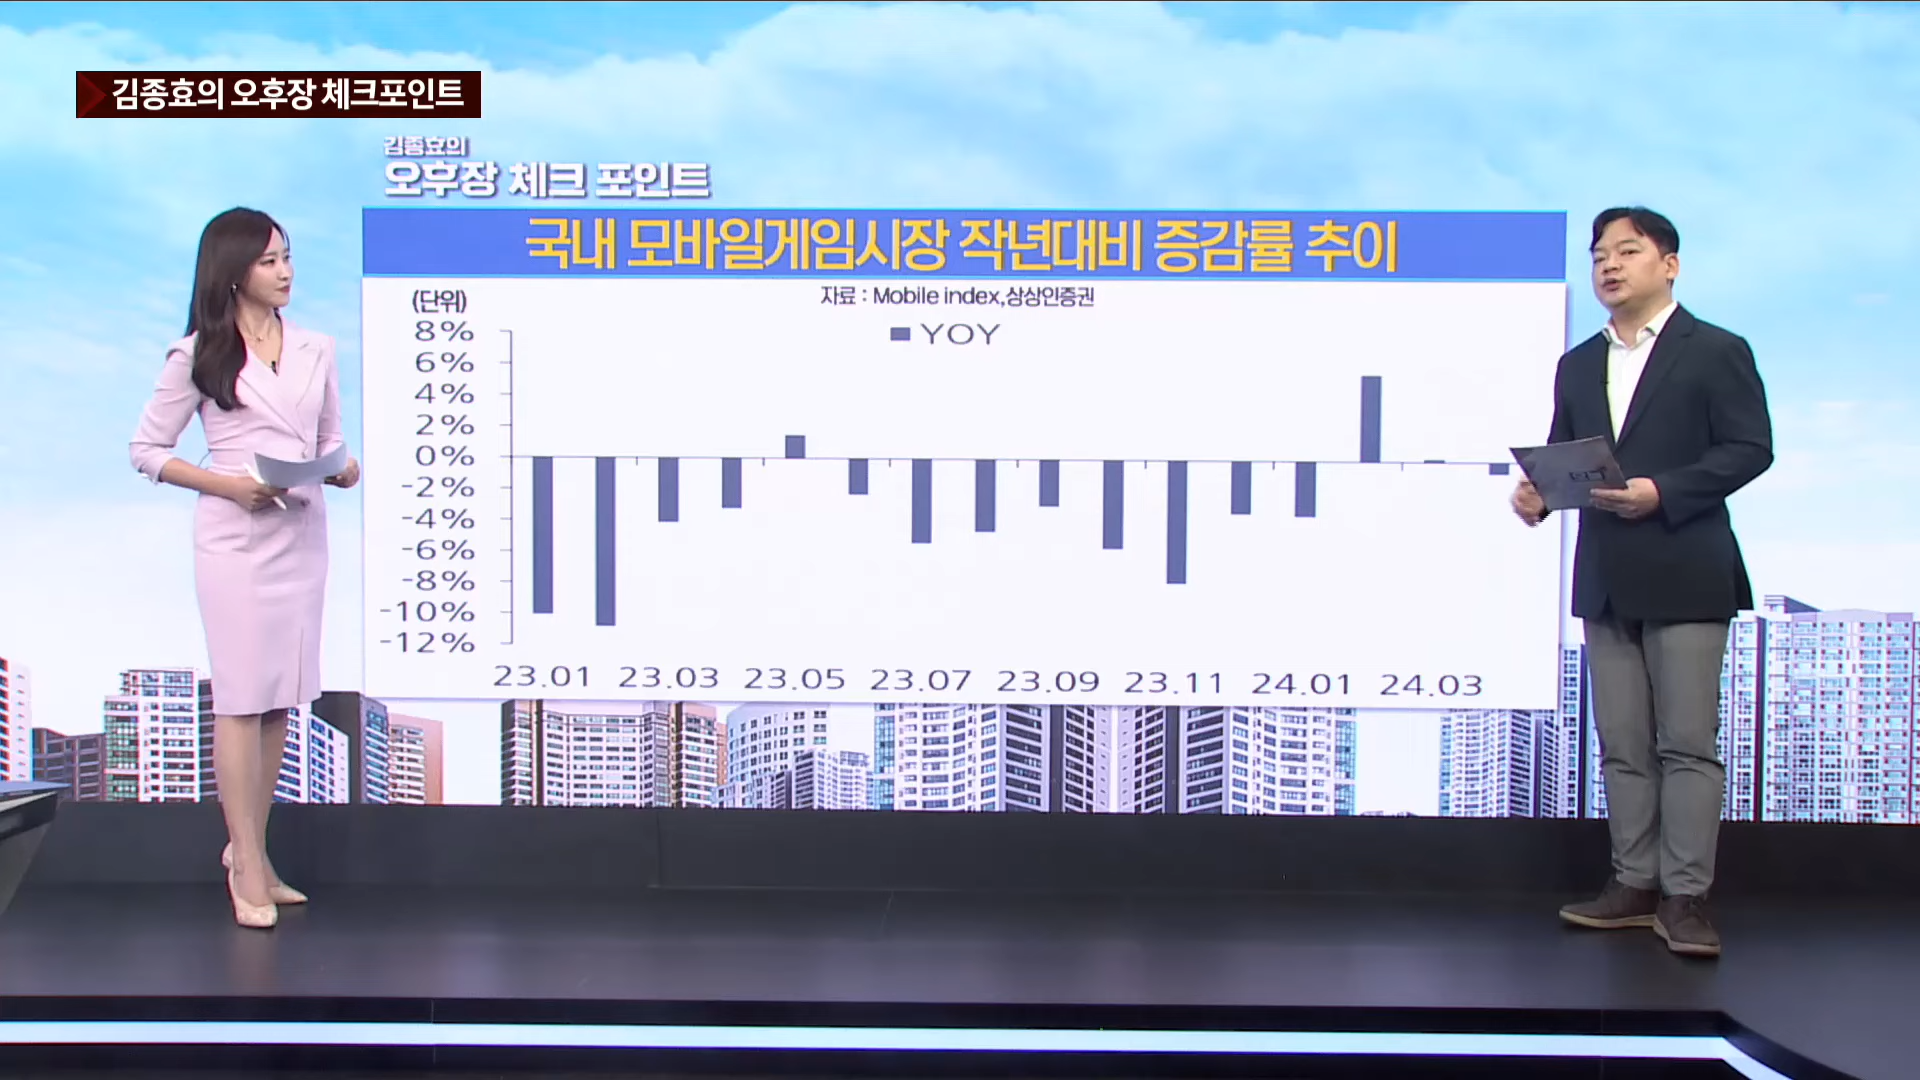 김종효의 오후장 체크포인트
김종효의
오후장 체크 포인트
국내 모바일게임시장 작년대비 증감률 추이
(단위)
자료 : Mobile index,상상인증권
YOY
8%
6%
4%
2%
0%
-2%
-4%
-6%
-8%
-10%
-12%
23.01 23.03 23.05 23.07 23.09 23.11 24.01 24.03